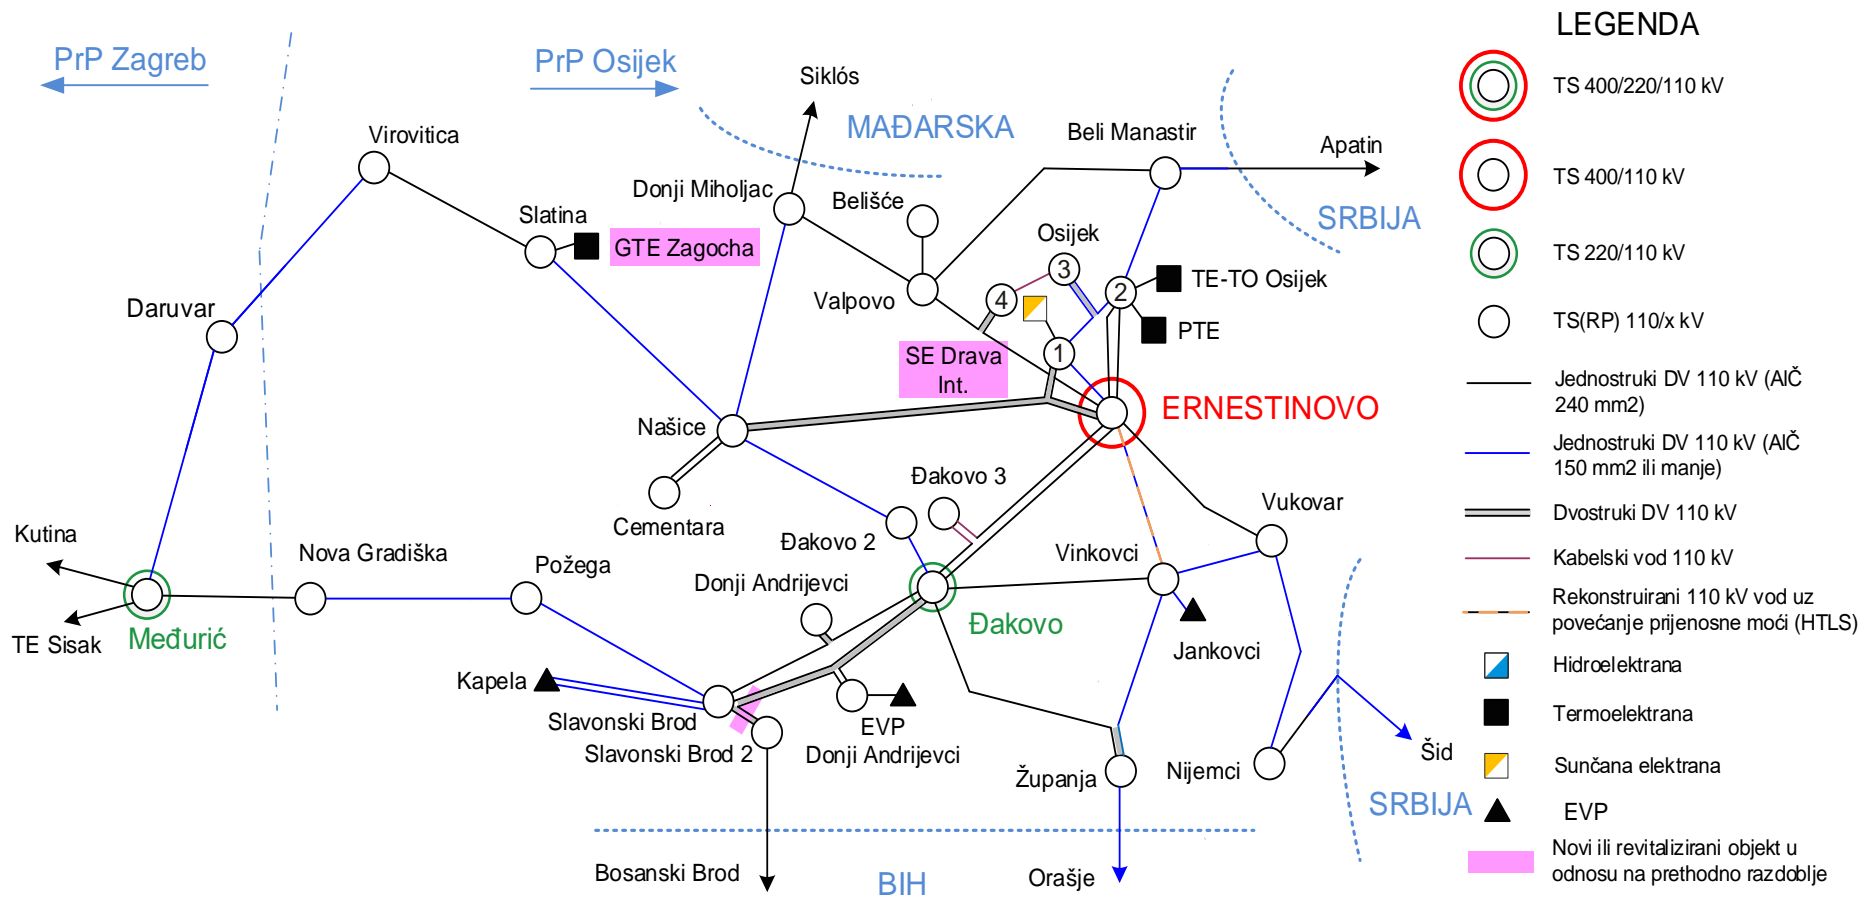 LEGENDA
PrP Zagreb
PrP Osijek
Siklós
MAĐARSKA
Virovitica
Beli Manastir
Apatin
TS 400/220/110 kV
Donji Miholjac
Belišće
SRBIJA
TS 400/110 kV
Slatina
GTE Zagocha
Osijek
3
TS 220/110 kV
Daruvar
Valpovo
4
2
TE-TO Osijek
PTE
TS(RP) 110/x kV
SE Drava
Int.
1
Jednostruki DV 110 kV (AlČ
240 mm2)
ERNESTINOVO
Našice
Jednostruki DV 110 kV (AlČ
150 mm2 ili manje)
Đakovo 3
Cementara
Vukovar
Dvostruki DV 110 kV
Kutina
Nova Gradiška
Požega
Đakovo 2
Vinkovci
Kabelski vod 110 kV
Donji Andrijevci
Rekonstruirani 110 kV vod uz
povećanje prijenosne moći (HTLS)
TE Sisak
Međurić
Đakovo
Jankovci
Hidroelektrana
Kapela
Slavonski Brod
Slavonski Brod 2
EVP
Donji Andrijevci
Termoelektrana
Županja
Nijemci
Šid
Sunčana elektrana
SRBIJA
EVP
Bosanski Brod
BIH
Orašje
Novi ili revitalizirani objekt u
odnosu na prethodno razdoblje